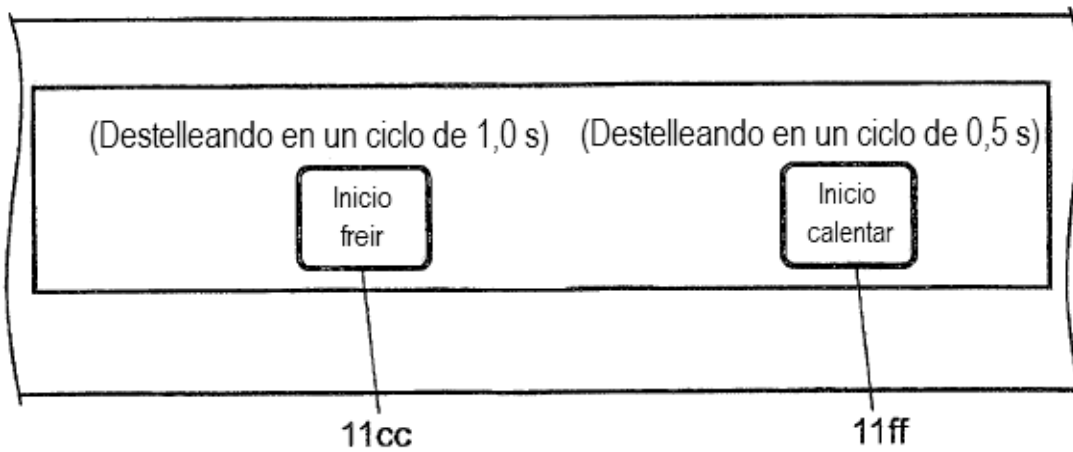 (Destelleando en un ciclo de 1,0 s) (Destelleando en un ciclo de 0,5 s)
Inicio
freir
Inicio
calentar
11cc
11ff